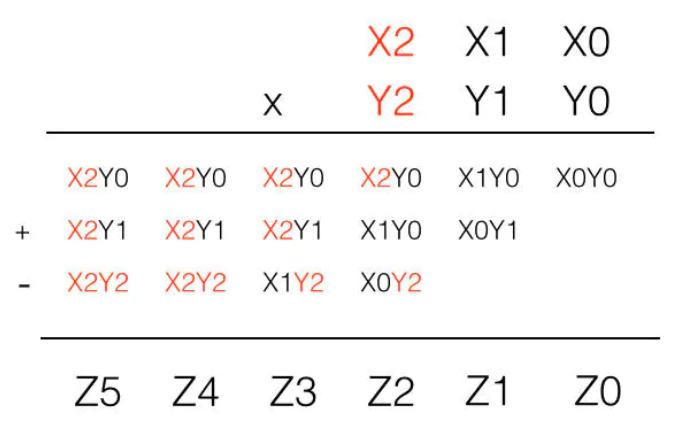 X2 X1 X0
x Y2 Y1 Y0
X2Y0 X2Y0 X2Y0 X2Y0 X1Y0 X0Y0
+ X2Y1 X2Y1 X2Y1 X1Y0 X0Y1
- X2Y2 X2Y2 X1Y2 X0Y2
Z5 Z4 Z3 Z2 Z1 Z0